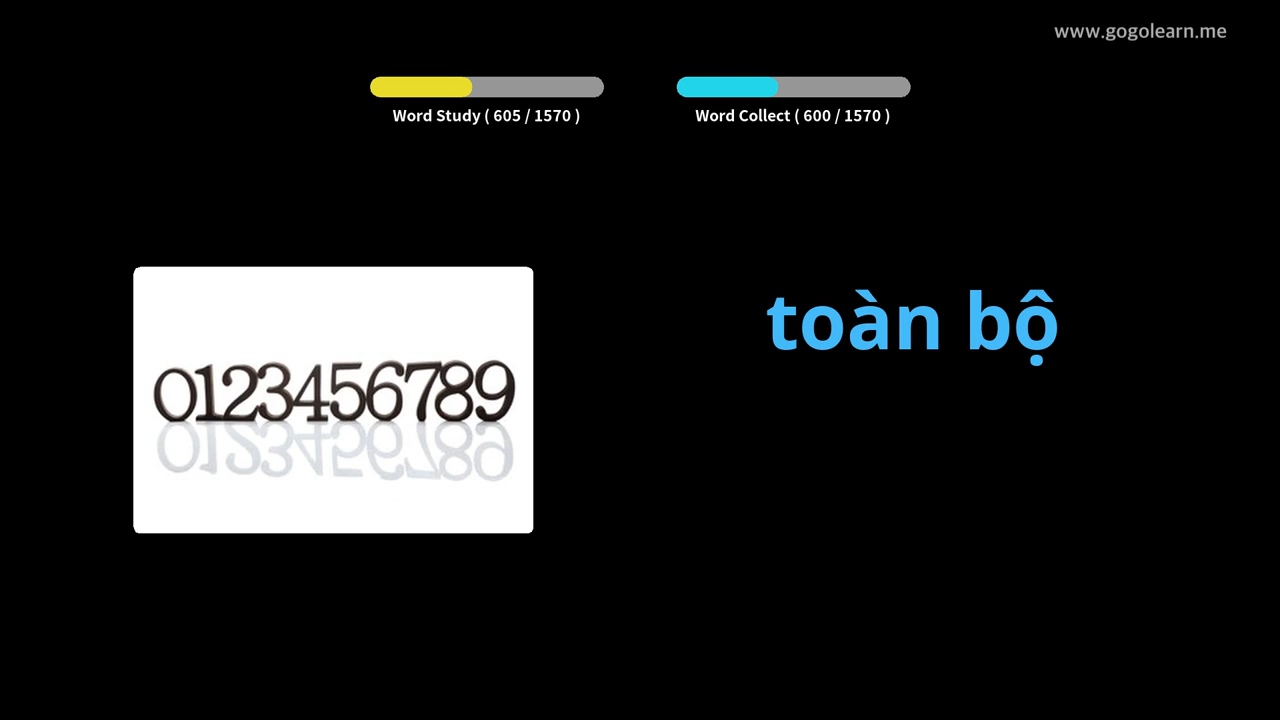 www.gogolearn.me
Word Study ( 605 / 1570 )
Word Collect ( 600 / 1570 )
toàn bộ
0123456789